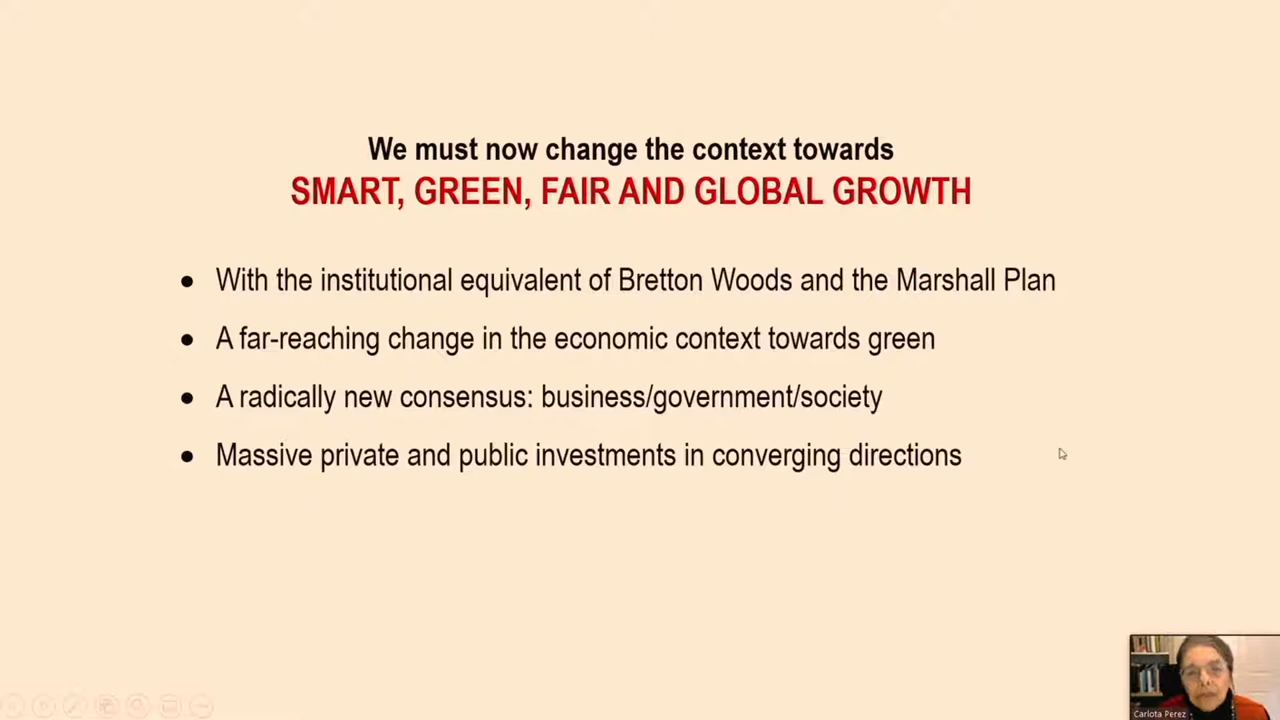 We must now change the context towards
SMART, GREEN, FAIR AND GLOBAL GROWTH
• With the institutional equivalent of Bretton Woods and the Marshall Plan
• A far-reaching change in the economic context towards green
• A radically new consensus: business/government/society
• Massive private and public investments in converging directions
Carlota Perez